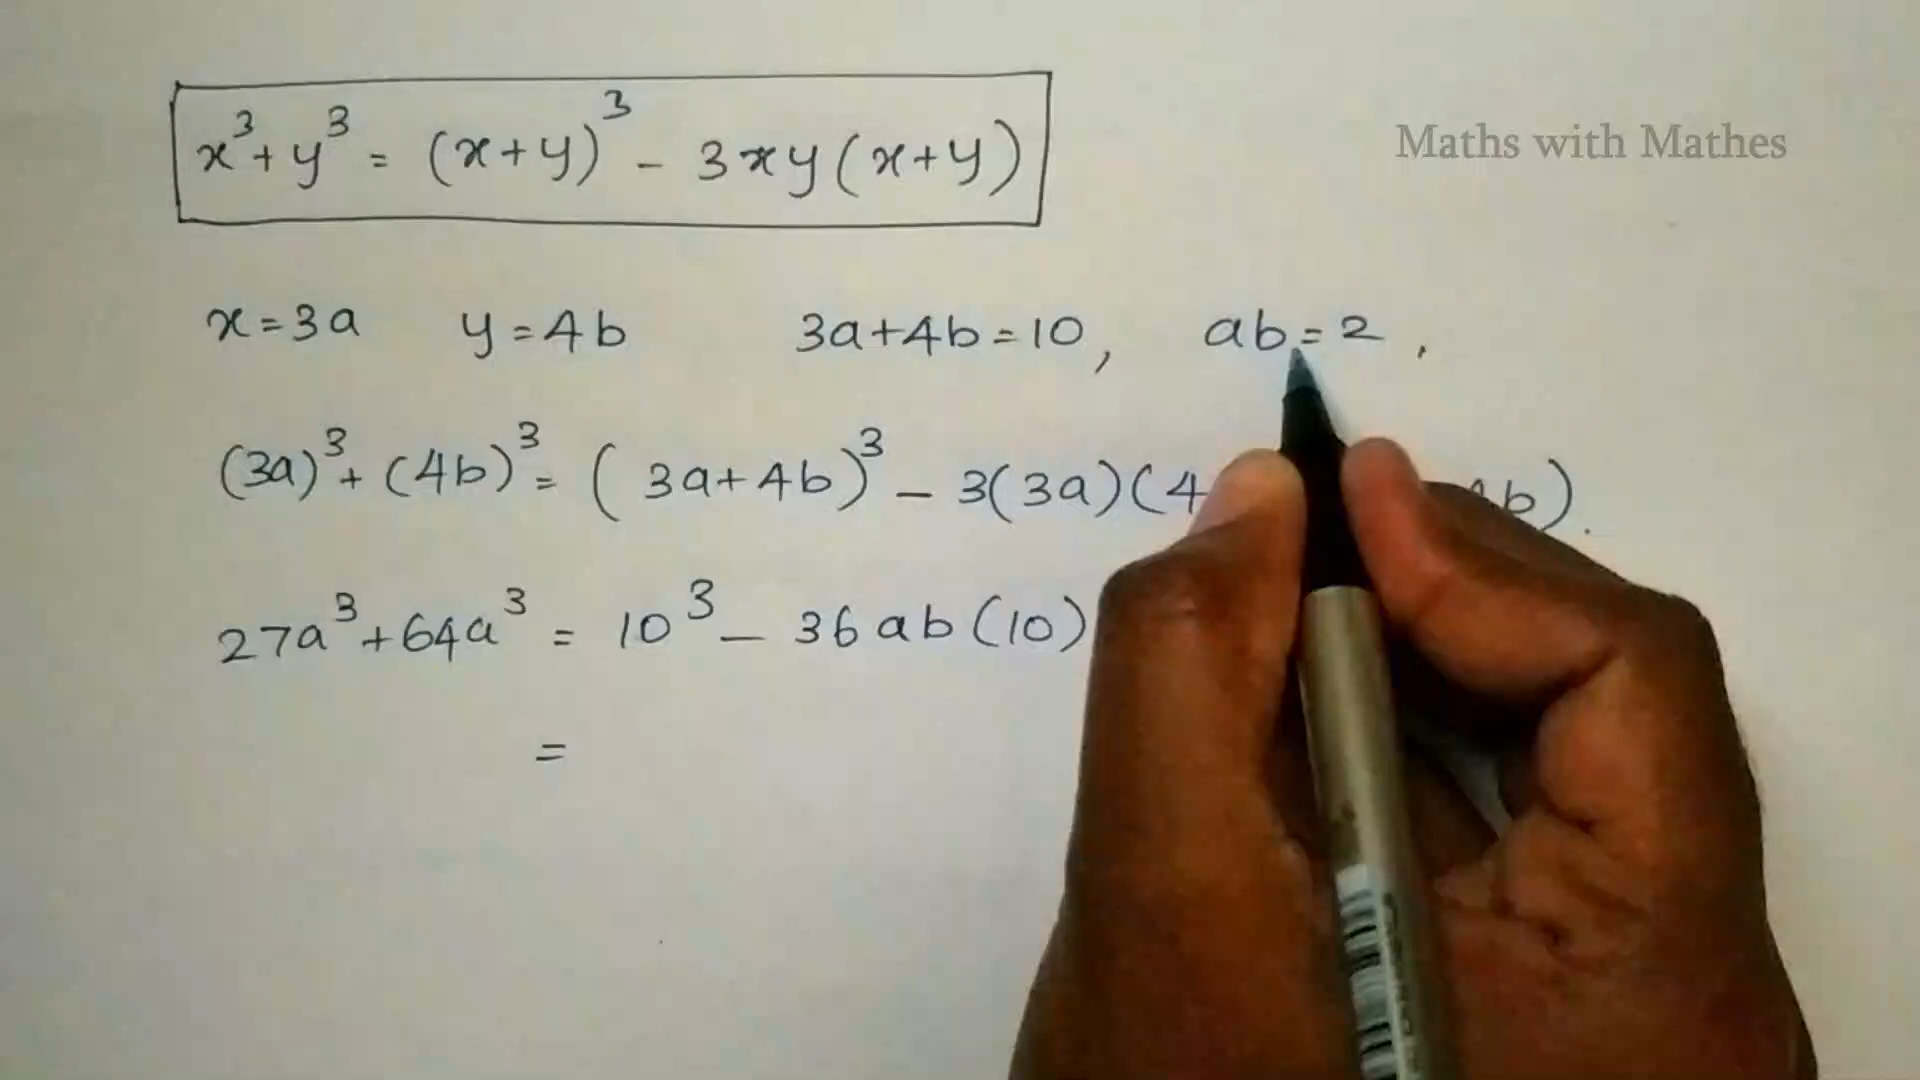 x³+y³ = (x+y)³ - 3xy(x+y)
Maths with Mathes
x=3a y=4b 3a+4b=10, ab=2.
(3a)³+(4b)³= (3a+4b)³ - 3(3a)(4 b).
27a³+64a³ = 10³ - 36ab(10)
=